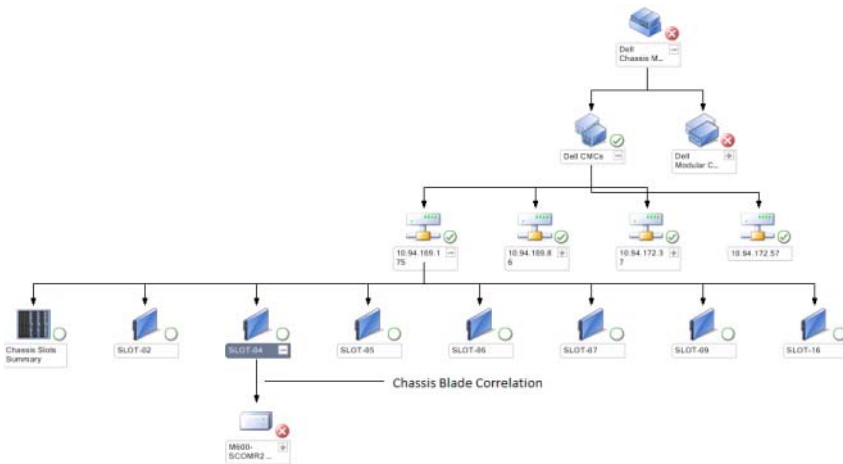 Dell
Chassis M...
Dell CMCs
Dell
Modular C...
10.94.169.1
75
10.94.169.8
6
10.94.172.3
7
10.94.172.57
Chassis Slots
Summary
SLOT-02
SLOT-04
SLOT-05
SLOT-06
SLOT-07
SLOT-09
SLOT-16
Chassis Blade Correlation
M600-
SCOMR2 ...